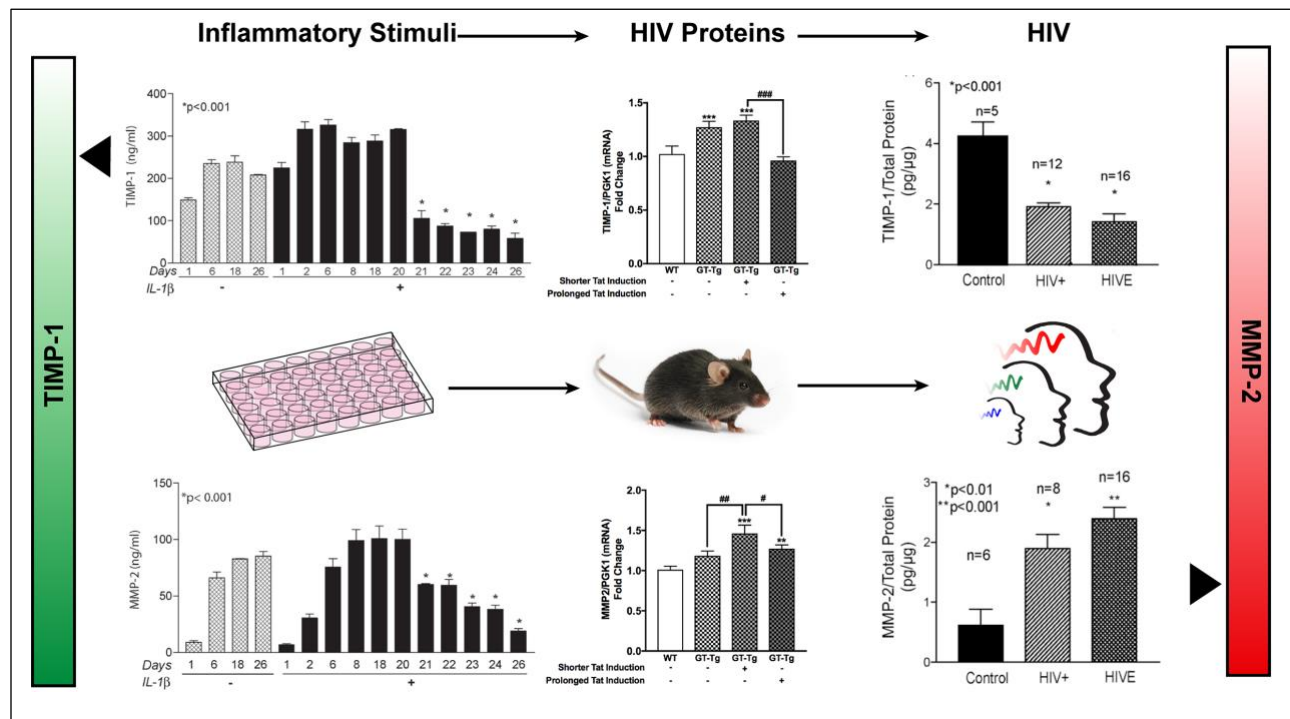 Inflammatory Stimuli
HIV Proteins
HIV
TIMP-1
TIMP-1 (ng/ml)
400
300
200
100
0
*p<0.001
* * * * *
Days 1 6 18 26 1 2 6 8 18 20 21 22 23 24 26
IL-1β - +
TIMP-1/PGK1 (mRNA)
Fold Change
1.5
1.0
0.5
0.0
***
***
###
WT GT-Tg GT-Tg GT-Tg
Shorter Tat Induction - - + -
Prolonged Tat Induction - - - +
TIMP-1/Total Protein
(pg/µg)
6
4
2
0
*p<0.001
n=5
n=12
*
n=16
*
Control HIV+ HIVE
MMP-2
MMP-2 (ng/ml)
150
100
50
0
*p< 0.001
* * * * *
Days 1 6 18 26 1 2 6 8 18 20 21 22 23 24 26
IL-1β - +
MMP2/PGK1 (mRNA)
Fold Change
2.0
1.5
1.0
0.5
0.0
##
#
***
**
WT GT-Tg GT-Tg GT-Tg
Shorter Tat Induction - - + -
Prolonged Tat Induction - - - +
MMP-2/Total Protein
(pg/µg)
3
2
1
0
*p<0.01
**p<0.001
n=6
n=8
*
n=16
**
Control HIV+ HIVE